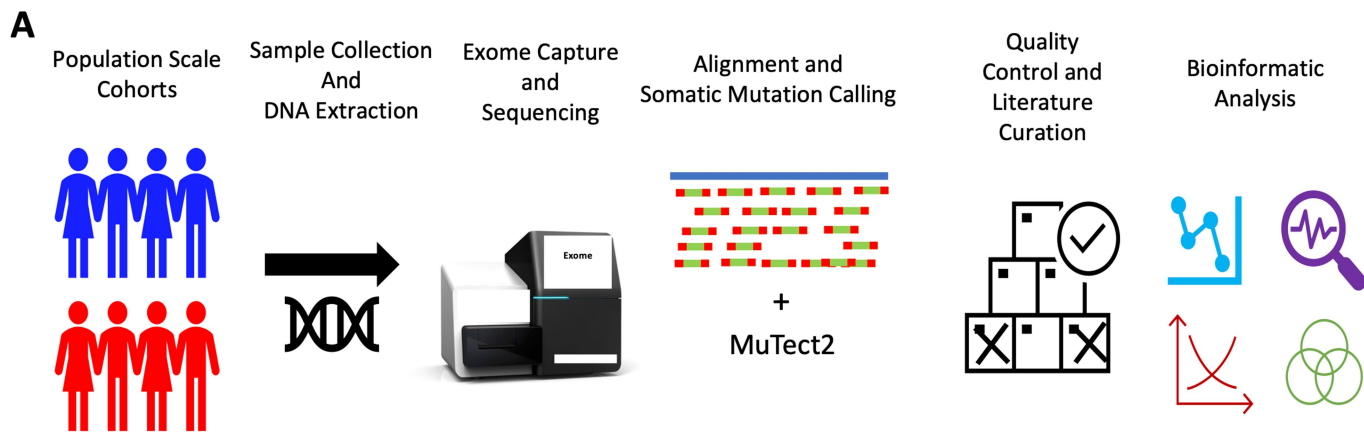 A
Population Scale
Cohorts
Sample Collection
And
DNA Extraction
Exome Capture
and
Sequencing
Alignment and
Somatic Mutation Calling
Quality
Control and
Literature
Curation
Bioinformatic
Analysis
Exome
+
MuTect2